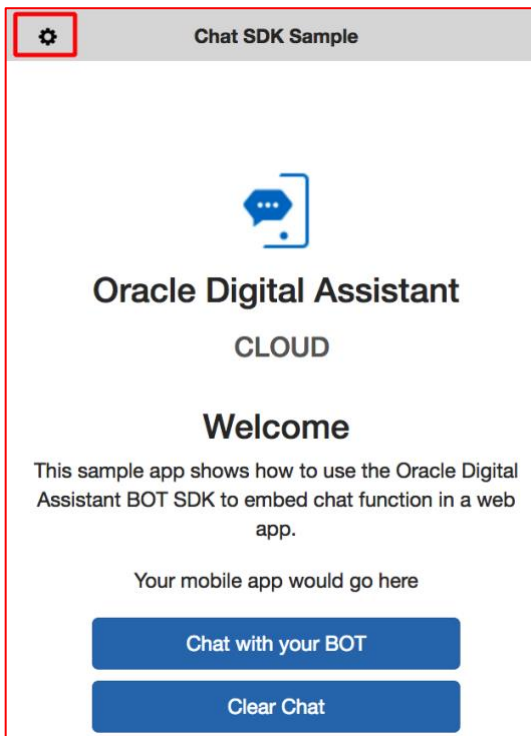 Chat SDK Sample
Oracle Digital Assistant
CLOUD
Welcome
This sample app shows how to use the Oracle Digital
Assistant BOT SDK to embed chat function in a web
app.
Your mobile app would go here
Chat with your BOT
Clear Chat